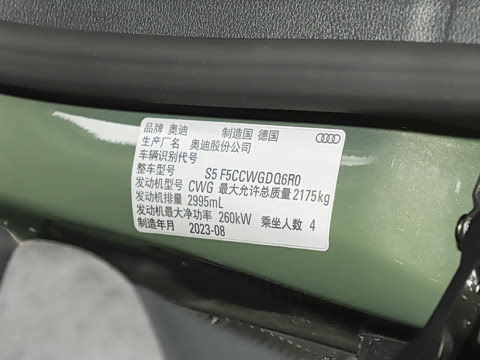 品牌 奥迪 制造国 德国
生产厂名 奥迪股份公司
车辆识别代号
整车型号 S5 F5CCWGDQ6R0
发动机型号 CWG 最大允许总质量 2175kg
发动机排量 2995mL
发动机最大净功率 260kW 乘坐人数 4
制造年月 2023-08